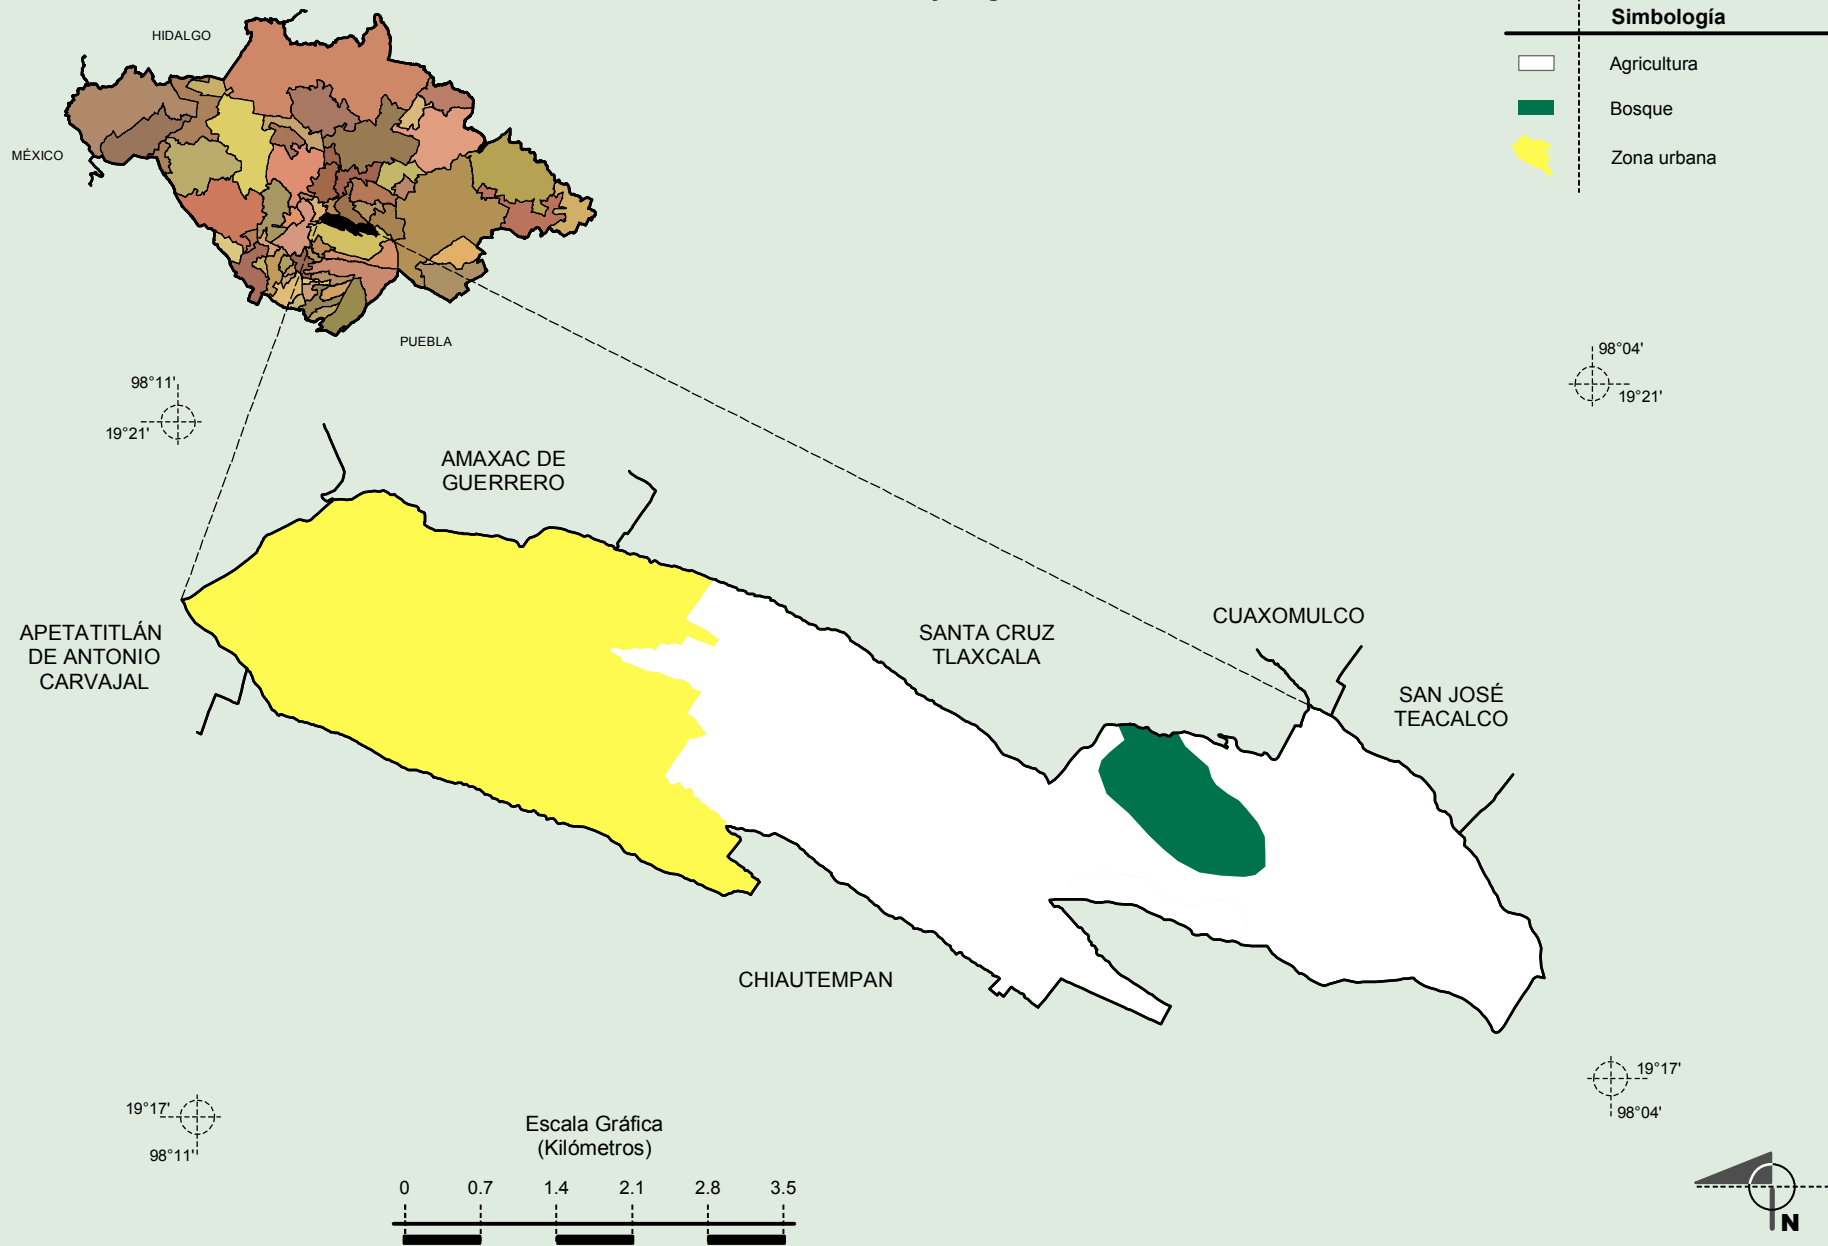 Simbología
Agricultura
Bosque
Zona urbana
HIDALGO
MÉXICO
PUEBLA
98°11'
19°21'
98°04'
19°21'
AMAXAC DE
GUERRERO
APETATITLÁN
DE ANTONIO
CARVAJAL
SANTA CRUZ
TLAXCALA
CUAXOMULCO
SAN JOSÉ
TEACALCO
CHIAUTEMPAN
19°17'
98°11''
19°17'
98°04'
Escala Gráfica
(Kilómetros)
0 0.7 1.4 2.1 2.8 3.5
N